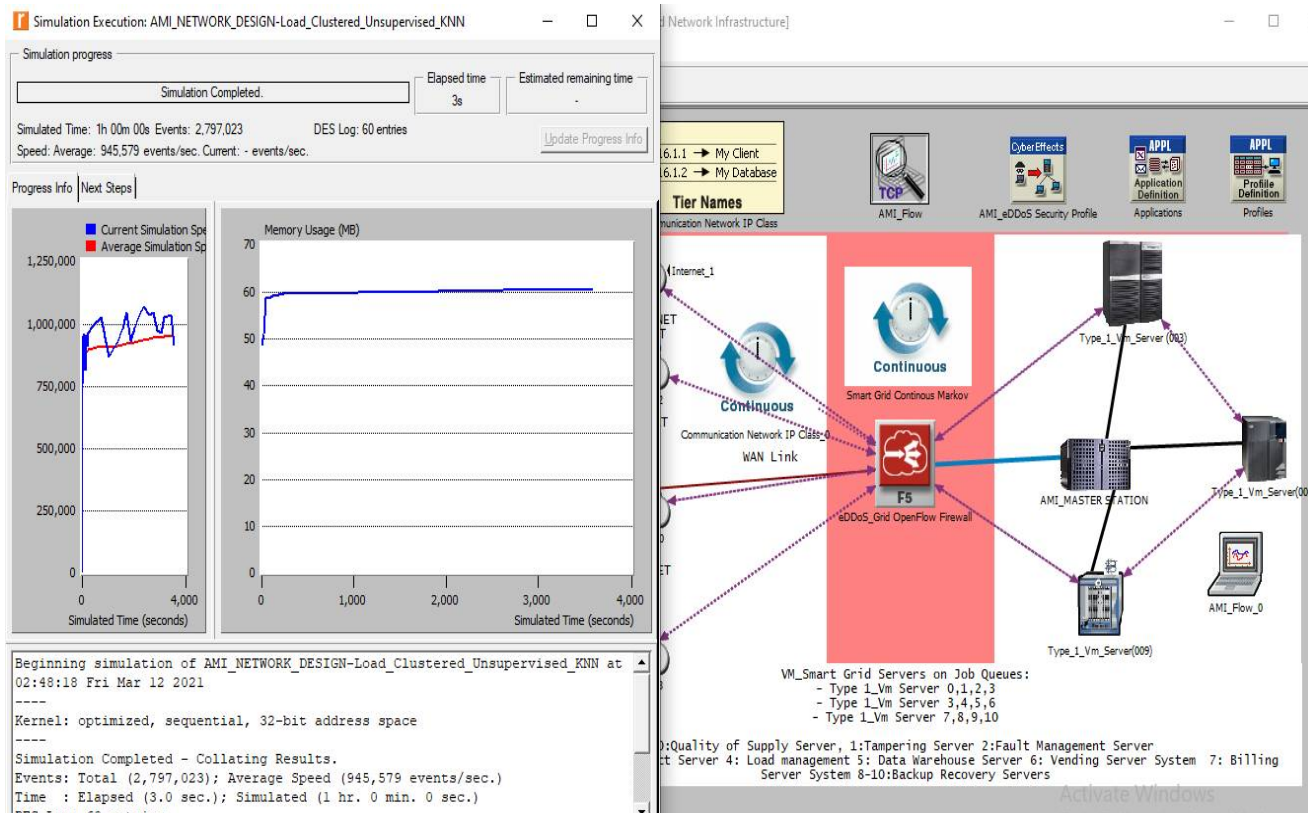 Simulation Execution: AMI_NETWORK_DESIGN-Load_Clustered_Unsupervised_KNN
Simulation progress
Simulation Completed.
Elapsed time
3s
Estimated remaining time
-
Simulated Time: 1h 00m 00s Events: 2,797,023 DES Log: 60 entries
Speed: Average: 945,579 events/sec. Current: - events/sec.
Update Progress Info
Progress Info
Next Steps
Current Simulation Spe
Average Simulation Sp
1,250,000
1,000,000
750,000
500,000
250,000
0
0 4,000
Simulated Time (seconds)
Memory Usage (MB)
70
60
50
40
30
20
10
0
0 1,000 2,000 3,000 4,000
Simulated Time (seconds)
Beginning simulation of AMI_NETWORK_DESIGN-Load_Clustered_Unsupervised_KNN at
02:48:18 Fri Mar 12 2021
----
Kernel: optimized, sequential, 32-bit address space
----
Simulation Completed - Collating Results.
Events: Total (2,797,023); Average Speed (945,579 events/sec.)
Time : Elapsed (3.0 sec.); Simulated (1 hr. 0 min. 0 sec.)
d Network Infrastructure]
6.1.1 → My Client
6.1.2 → My Database
Tier Names
munication Network IP Class
TCP
AMI_Flow
CyberEffects
AMI_eDDoS Security Profile
APPL
Application
Definition
Applications
APPL
Profile
Definition
Profiles
Internet_1
NET
T
Continuous
Communication Network IP Class_0
WAN Link
Continuous
Smart Grid Continous Markov
F5
eDDoS_Grid OpenFlow Firewall
Type_1_Vm_Server (003)
AMI_MASTER STATION
Type_1_Vm_Server(00
Type_1_Vm_Server(009)
AMI_Flow_0
ET
VM_Smart Grid Servers on Job Queues:
- Type 1_Vm Server 0,1,2,3
- Type 1_Vm Server 3,4,5,6
- Type 1_Vm Server 7,8,9,10
0:Quality of Supply Server, 1:Tampering Server 2:Fault Management Server
ct Server 4: Load management 5: Data Warehouse Server 6: Vending Server System 7: Billing
Server System 8-10:Backup Recovery Servers
Activate Windows